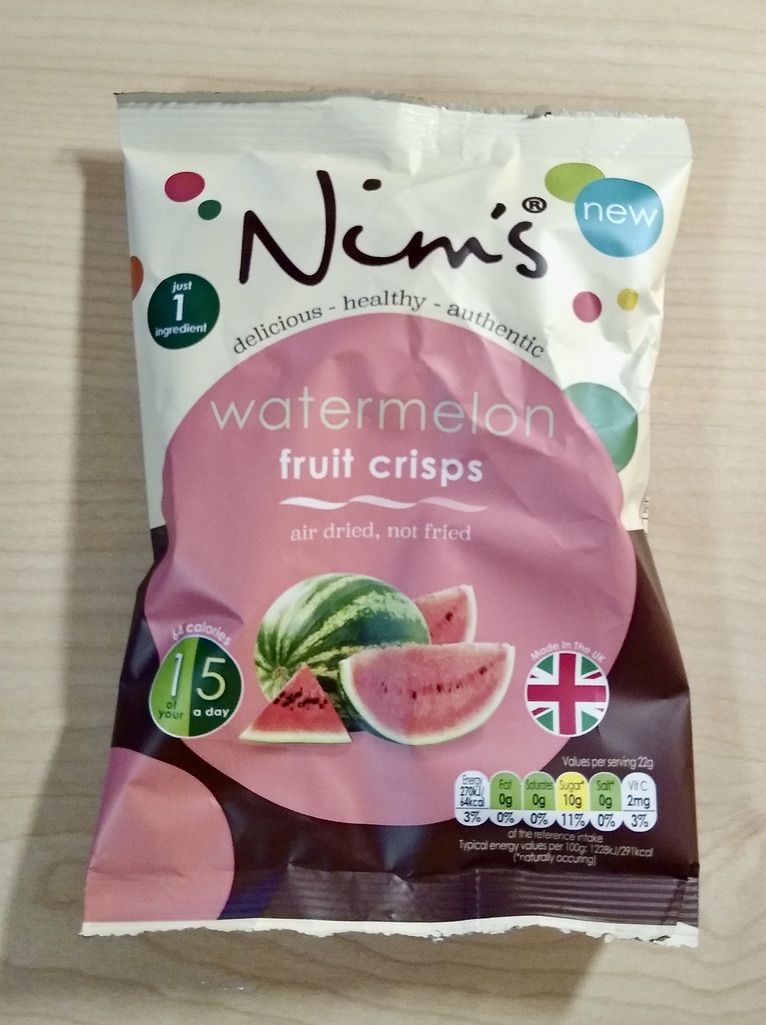 Nim's®
new
just
1
ingredient
delicious - healthy - authentic
watermelon
fruit crisps
air dried, not fried
64 calories
1 5
of
your a day
Made In The UK
Values per serving 22g
Energy Fat Saturates Sugar* Salt* Vit C
270kJ/
64kcal 0g 0g 10g 0g 2mg
3% 0% 0% 11% 0% 3%
of the reference intake
Typical energy values per 100g: 1228kJ/291kcal
(*naturally occuring)